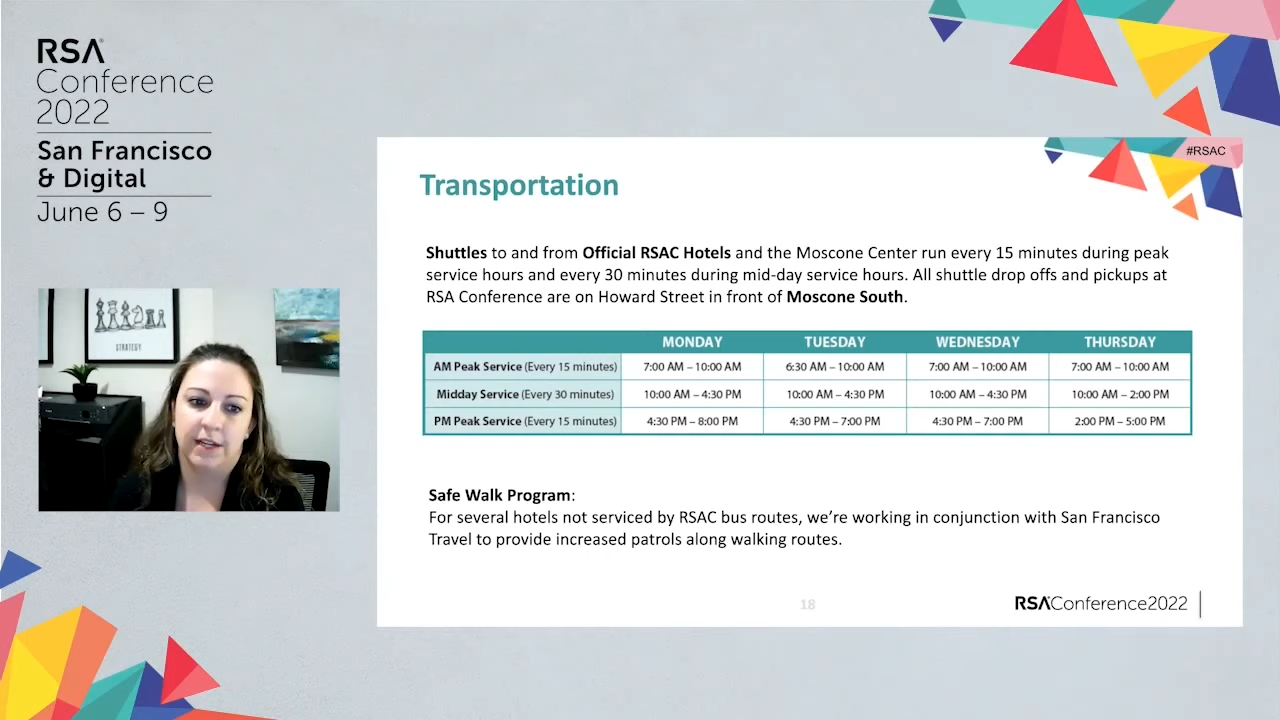 RSA®
Conference
2022
San Francisco
& Digital
June 6 – 9
STRATEGY
#RSAC
Transportation
Shuttles to and from Official RSAC Hotels and the Moscone Center run every 15 minutes during peak
service hours and every 30 minutes during mid-day service hours. All shuttle drop offs and pickups at
RSA Conference are on Howard Street in front of Moscone South.
MONDAY TUESDAY WEDNESDAY THURSDAY
AM Peak Service (Every 15 minutes) 7:00 AM – 10:00 AM 6:30 AM – 10:00 AM 7:00 AM – 10:00 AM 7:00 AM – 10:00 AM
Midday Service (Every 30 minutes) 10:00 AM – 4:30 PM 10:00 AM – 4:30 PM 10:00 AM – 4:30 PM 10:00 AM – 2:00 PM
PM Peak Service (Every 15 minutes) 4:30 PM – 8:00 PM 4:30 PM – 7:00 PM 4:30 PM – 7:00 PM 2:00 PM – 5:00 PM
Safe Walk Program:
For several hotels not serviced by RSAC bus routes, we’re working in conjunction with San Francisco
Travel to provide increased patrols along walking routes.
18
RSA Conference2022